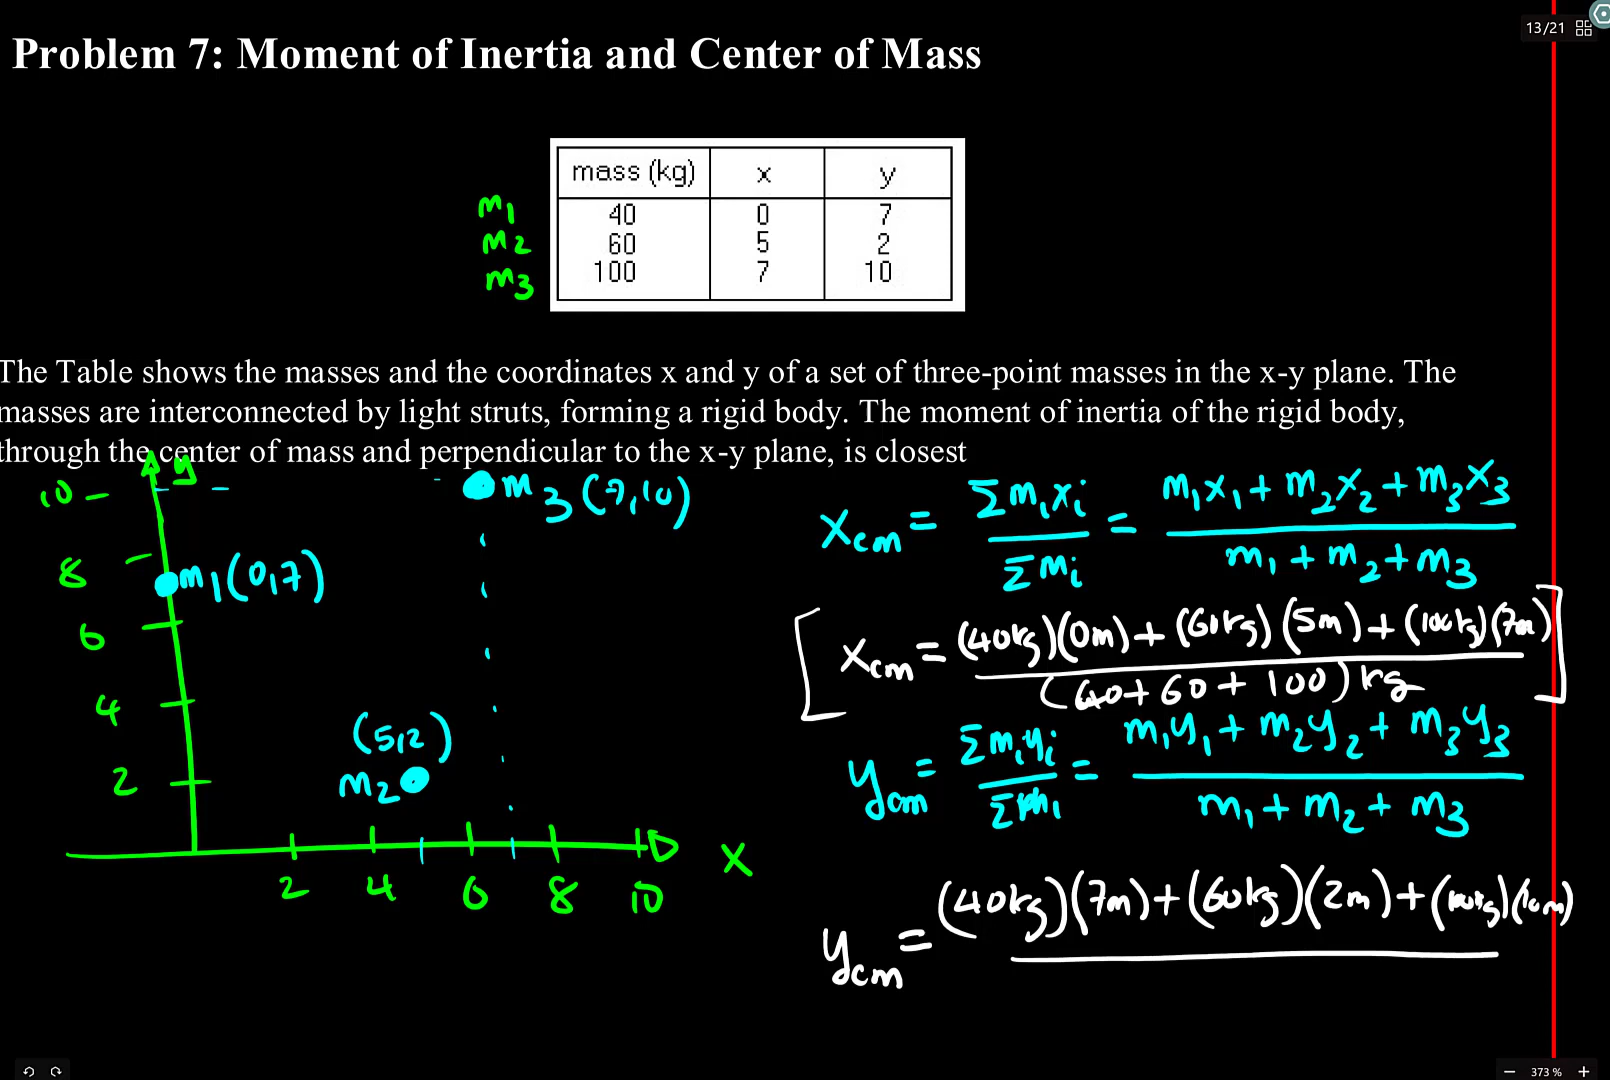 13/21
Problem 7: Moment of Inertia and Center of Mass
mass (kg) x y
m1 40 0 7
m2 60 5 2
m3 100 7 10
The Table shows the masses and the coordinates x and y of a set of three-point masses in the x-y plane. The
masses are interconnected by light struts, forming a rigid body. The moment of inertia of the rigid body,
through the center of mass and perpendicular to the x-y plane, is closest
y
10
m3 (7,10)
8
m1 (0,7)
6
4
(5,2)
m2
2
2 4 6 8 10
x
xcm = Σmixi / Σmi = m1x1 + m2x2 + m3x3 / m1 + m2 + m3
[ xcm = (40kg)(0m) + (60kg)(5m) + (100kg)(7m) / (40 + 60 + 100) kg ]
ycm = Σmiyi / Σmi = m1y1 + m2y2 + m3y3 / m1 + m2 + m3
ycm = (40kg)(7m) + (60kg)(2m) + (100kg)(10m)
373 %